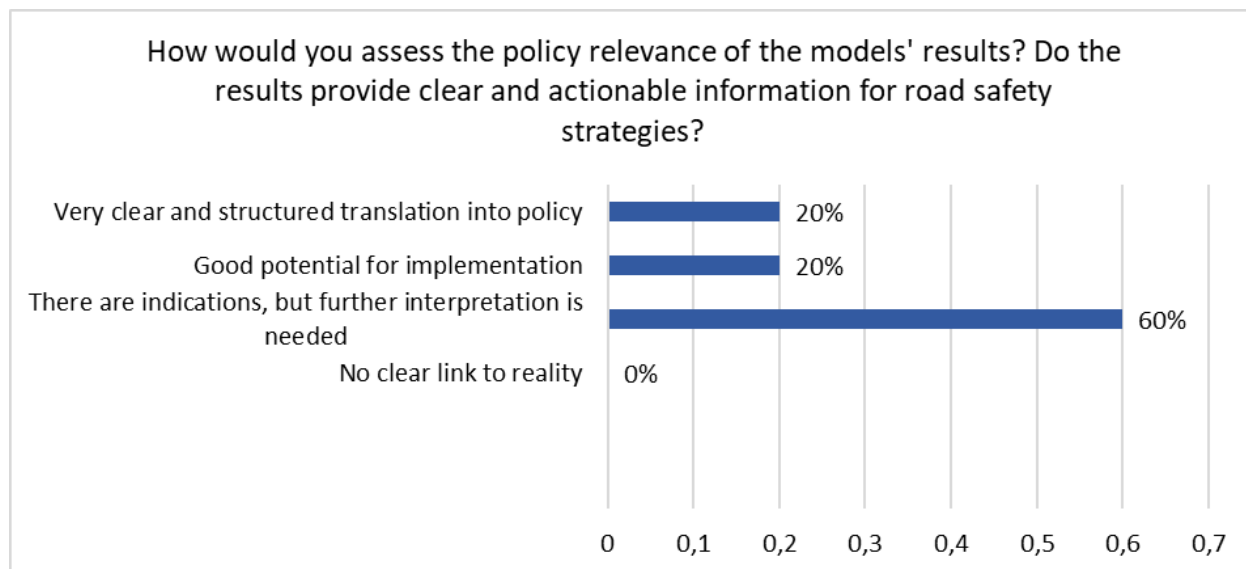 How would you assess the policy relevance of the models' results? Do the
results provide clear and actionable information for road safety
strategies?
Very clear and structured translation into policy
20%
Good potential for implementation
20%
There are indications, but further interpretation is
needed
60%
No clear link to reality
0%
0 0,1 0,2 0,3 0,4 0,5 0,6 0,7